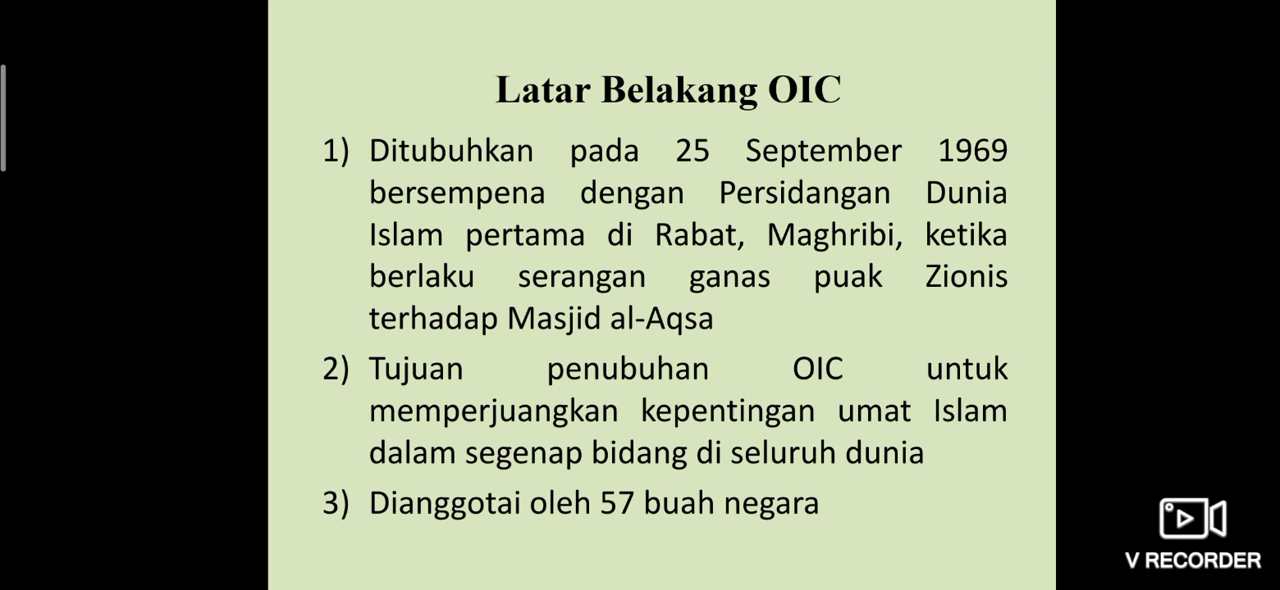 Latar Belakang OIC
1) Ditubuhkan pada 25 September 1969
bersempena dengan Persidangan Dunia
Islam pertama di Rabat, Maghribi, ketika
berlaku serangan ganas puak Zionis
terhadap Masjid al-Aqsa
2) Tujuan penubuhan OIC untuk
memperjuangkan kepentingan umat Islam
dalam segenap bidang di seluruh dunia
3) Dianggotai oleh 57 buah negara
V RECORDER